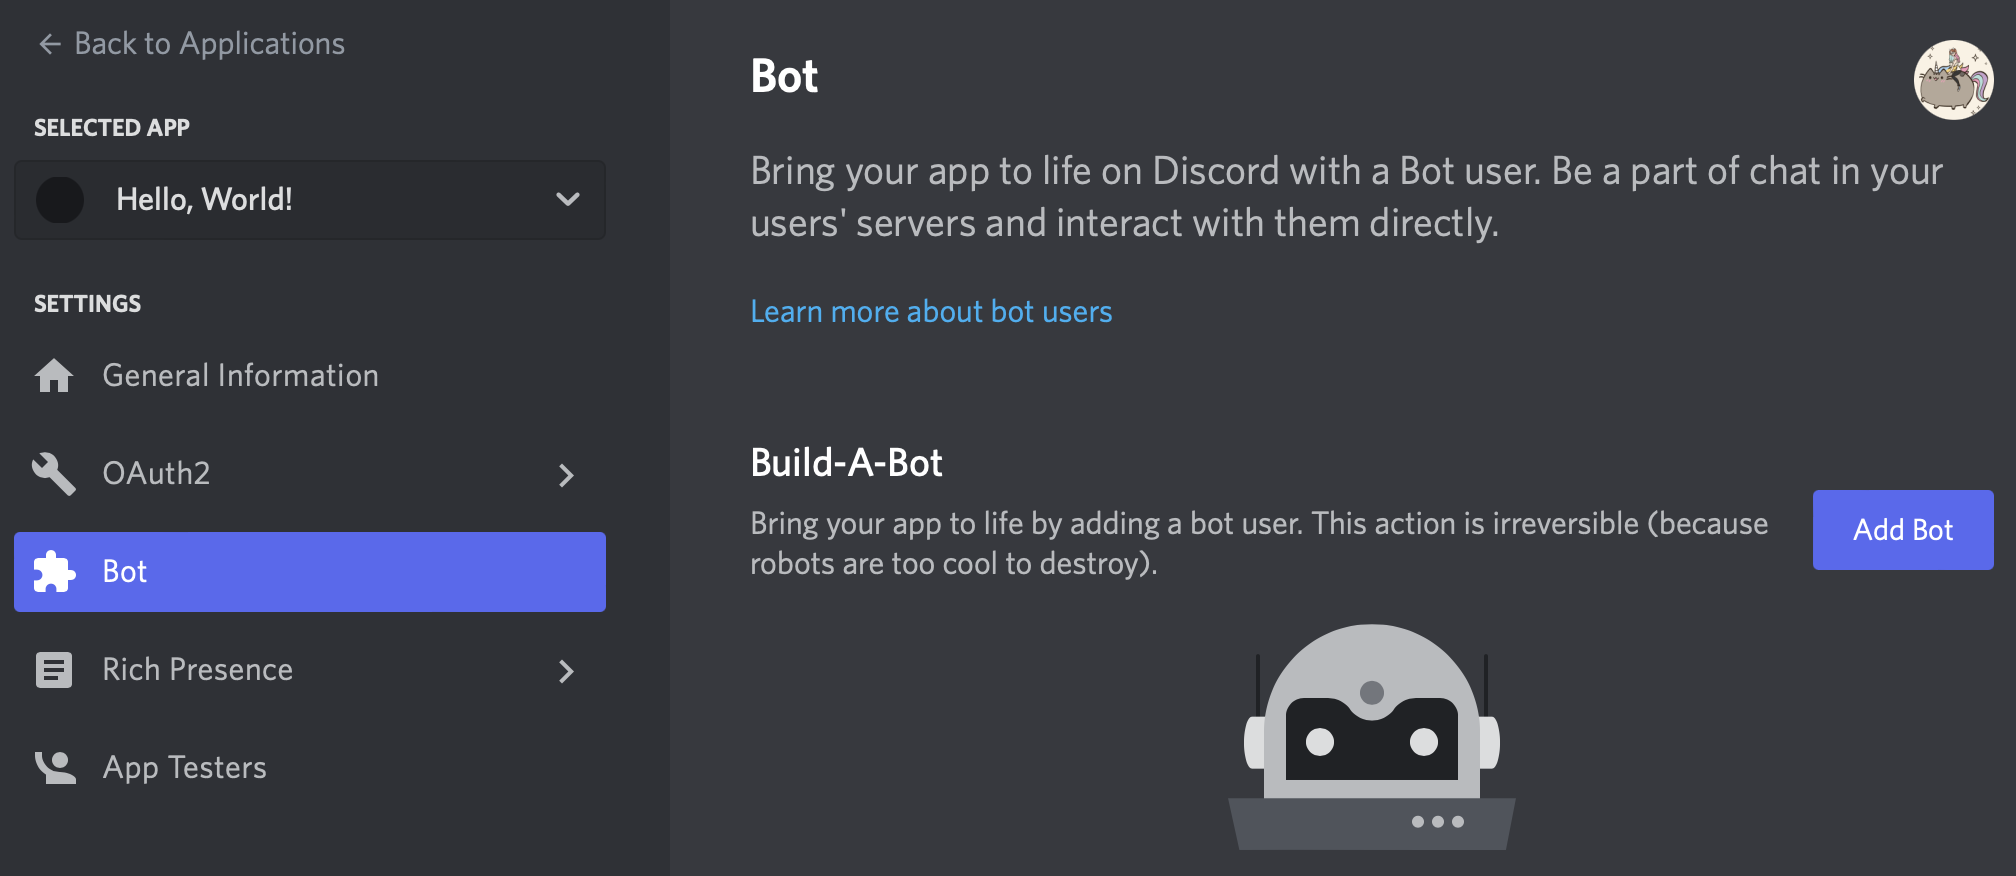 Back to Applications
SELECTED APP
Hello, World!
SETTINGS
General Information
OAuth2
Bot
Rich Presence
App Testers
Bot
Bring your app to life on Discord with a Bot user. Be a part of chat in your
users' servers and interact with them directly.
Learn more about bot users
Build-A-Bot
Bring your app to life by adding a bot user. This action is irreversible (because
robots are too cool to destroy).
Add Bot